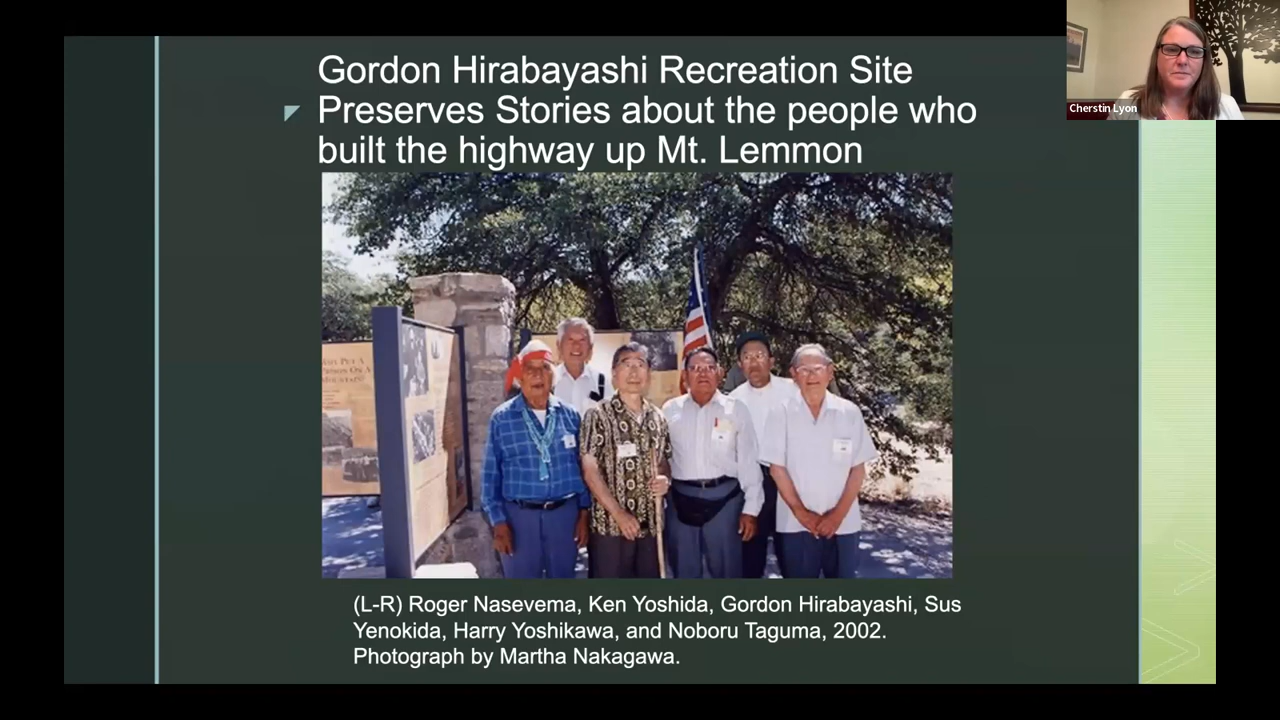 Gordon Hirabayashi Recreation Site
Preserves Stories about the people who
built the highway up Mt. Lemmon
Cherstin Lyon
(L-R) Roger Nasevema, Ken Yoshida, Gordon Hirabayashi, Sus
Yenokida, Harry Yoshikawa, and Noboru Taguma, 2002.
Photograph by Martha Nakagawa.